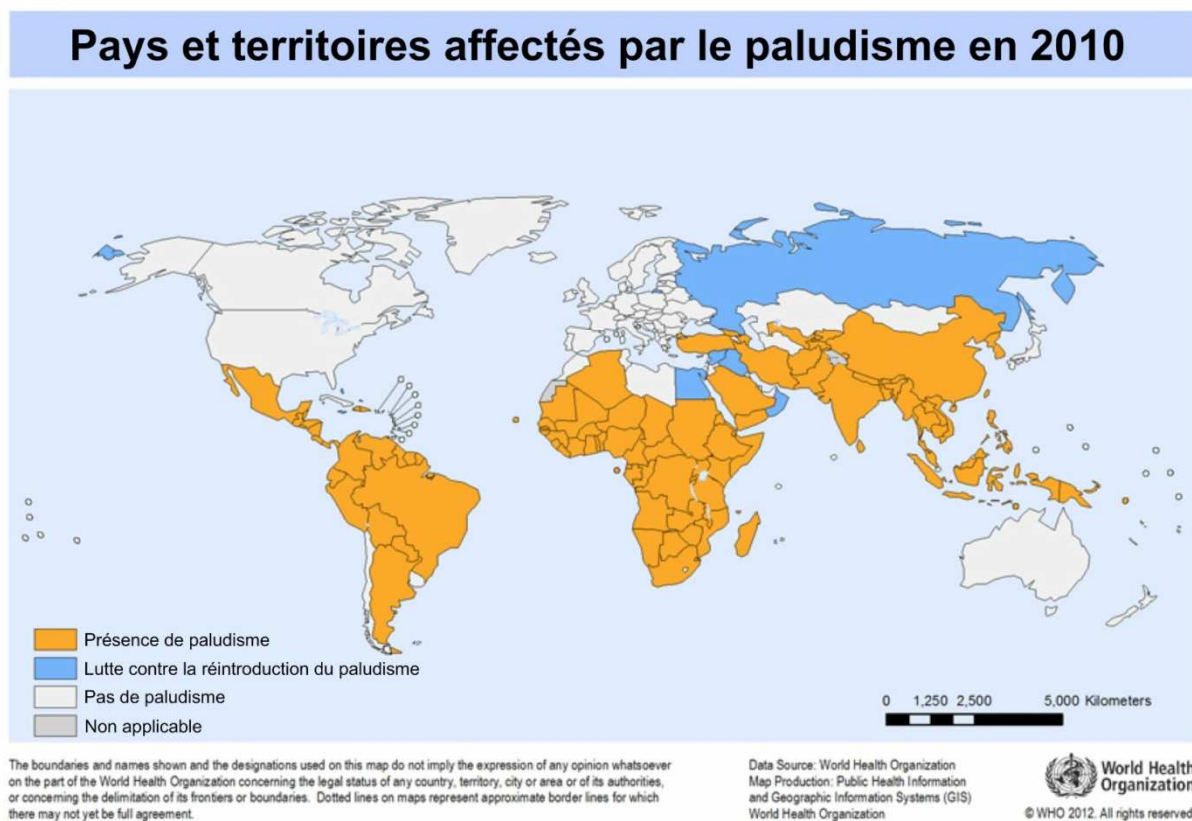 Pays et territoires affectés par le paludisme en 2010
Présence de paludisme
Lutte contre la réintroduction du paludisme
Pas de paludisme
Non applicable
0 1,250 2,500 5,000 Kilometers
The boundaries and names shown and the designations used on this map do not imply the expression of any opinion whatsoever
on the part of the World Health Organization concerning the legal status of any country, territory, city or area or of its authorities,
or concerning the delimitation of its frontiers or boundaries. Dotted lines on maps represent approximate border lines for which
there may not yet be full agreement.
Data Source: World Health Organization
Map Production: Public Health Information
and Geographic Information Systems (GIS)
World Health Organization
World Health
Organization
© WHO 2012. All rights reserved